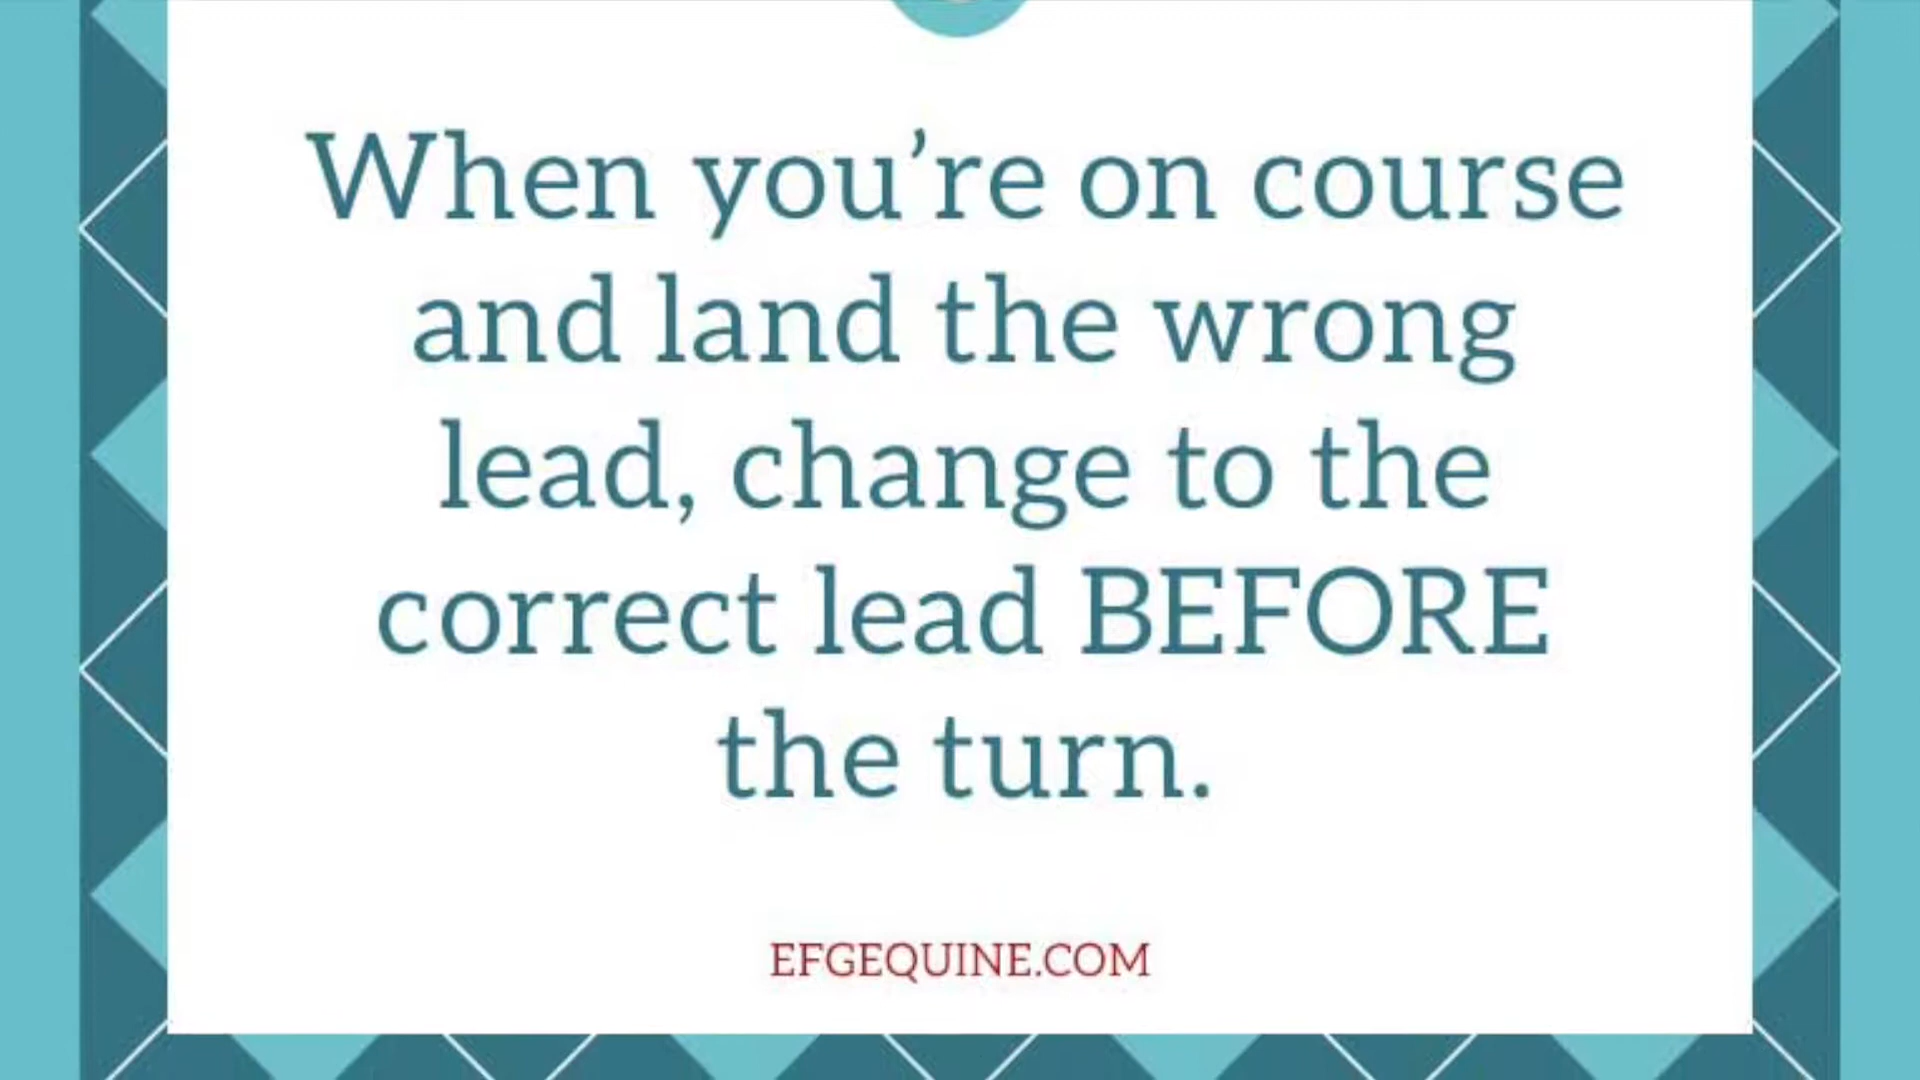 When you’re on course
and land the wrong
lead, change to the
correct lead BEFORE
the turn.
EFGEQUINE.COM